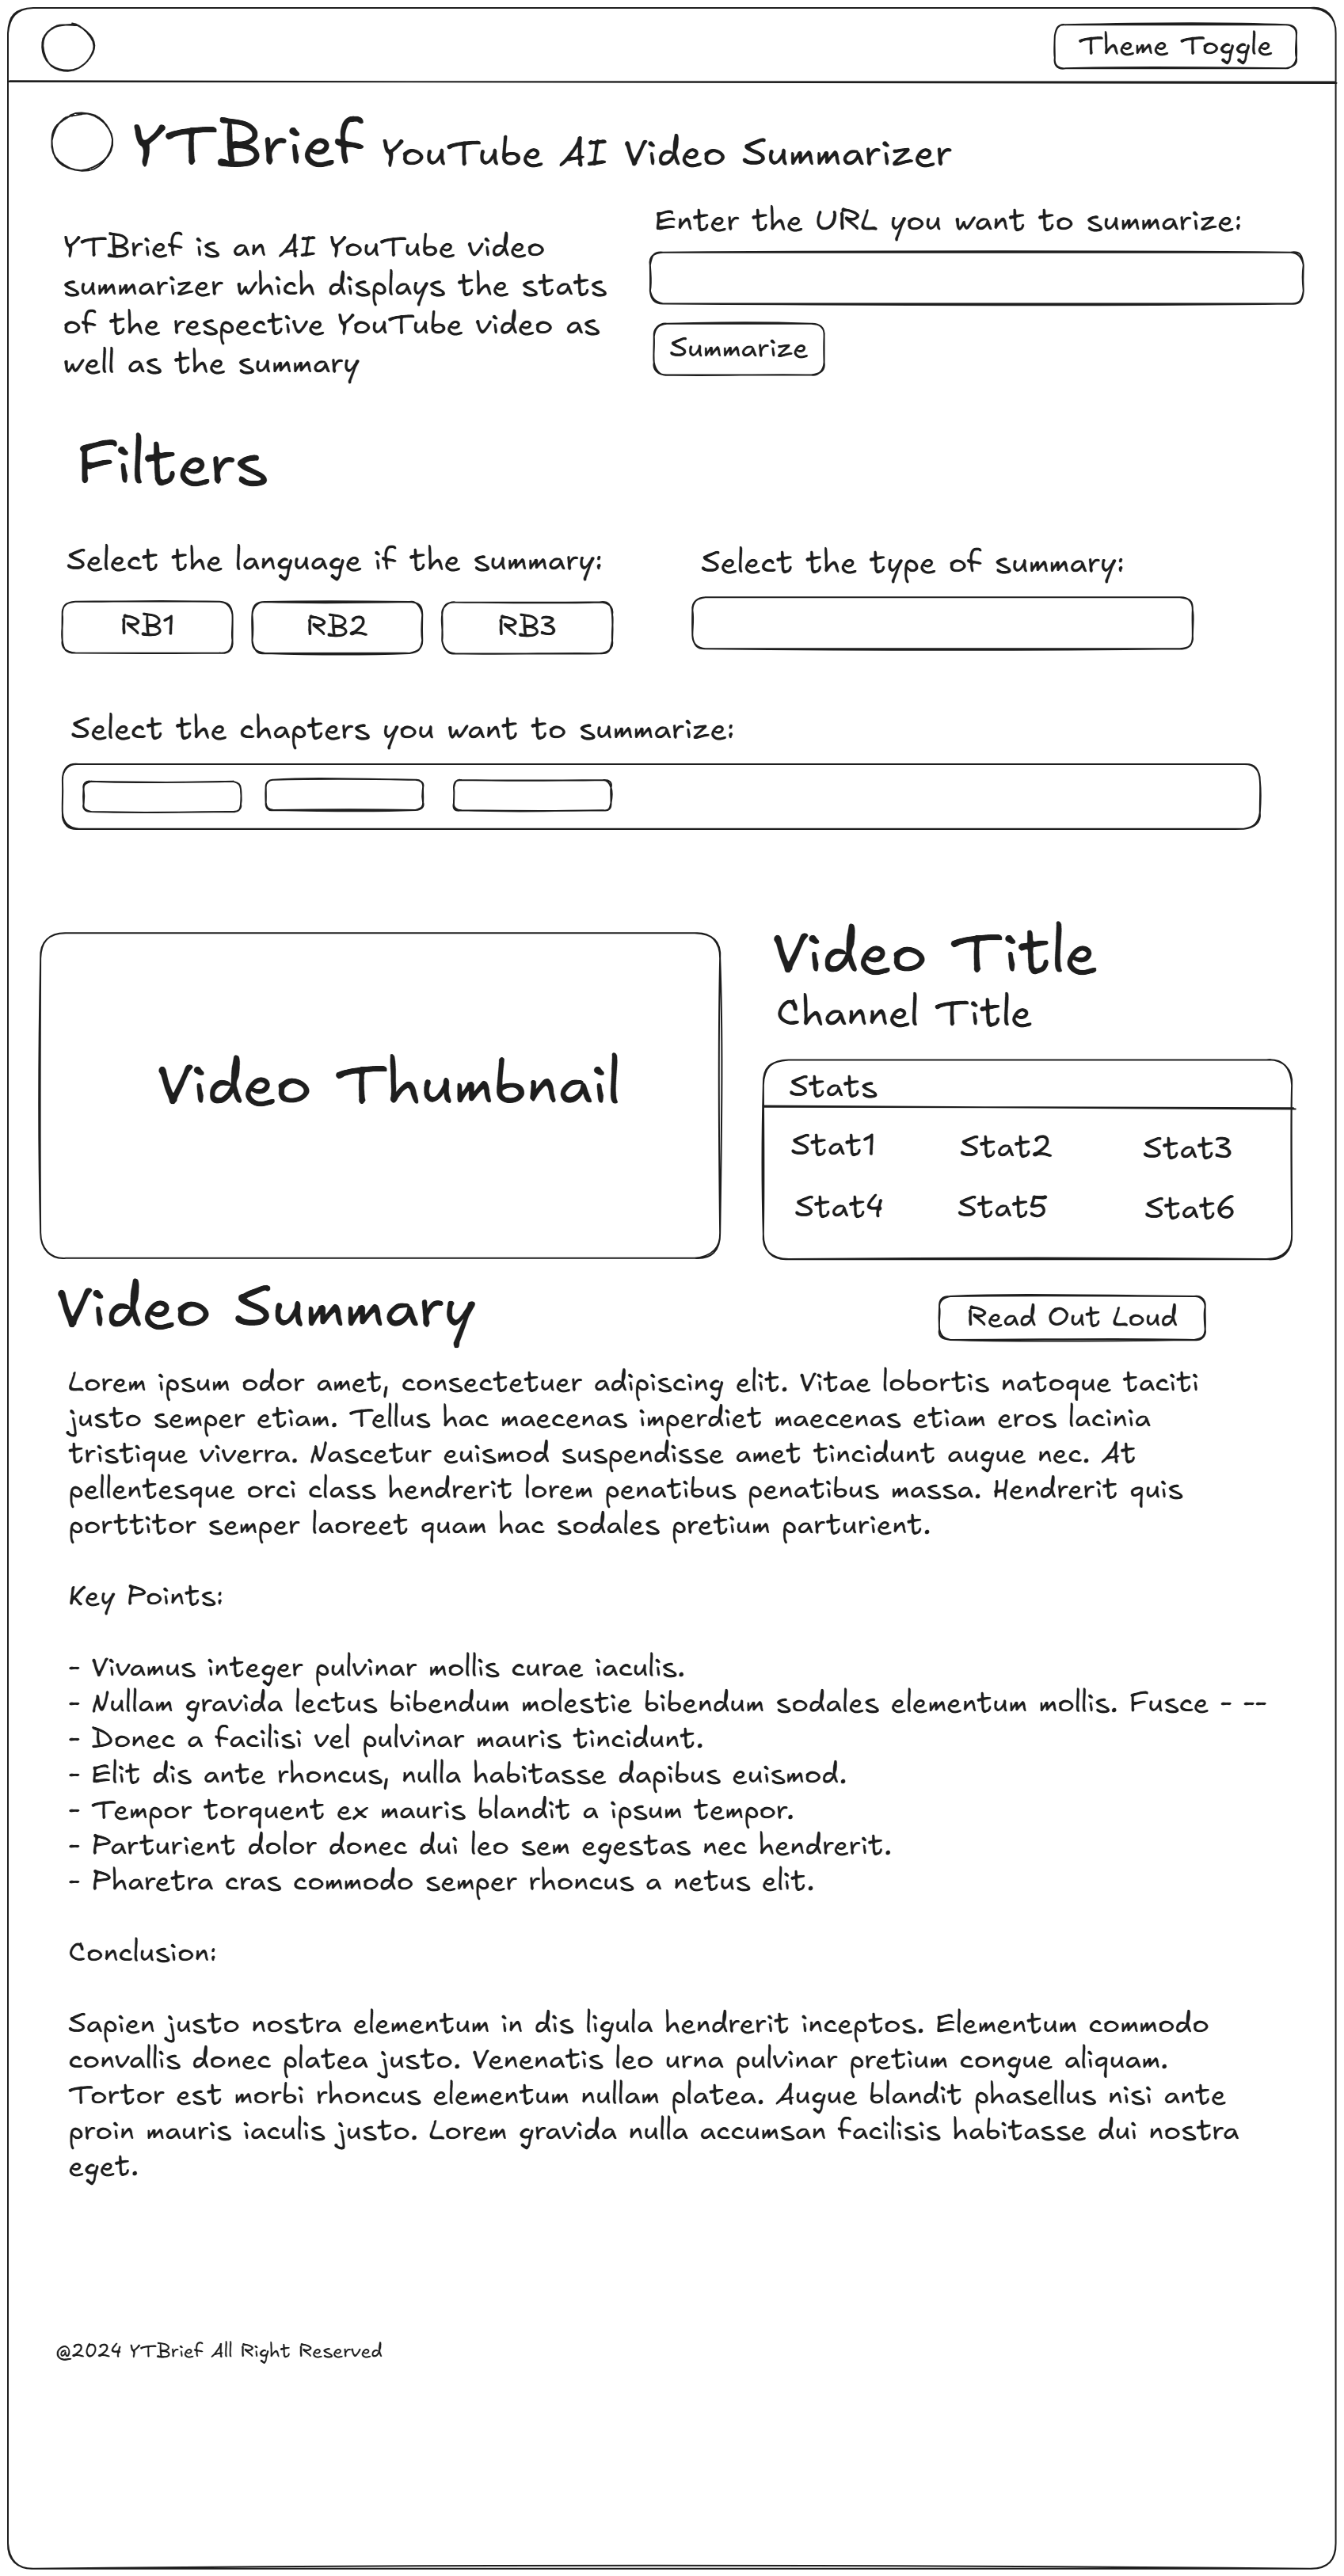 Theme Toggle
YTBrief YouTube AI Video Summarizer
YTBrief is an AI YouTube video
summarizer which displays the stats
of the respective YouTube video as
well as the summary
Enter the URL you want to summarize:
Summarize
Filters
Select the language if the summary:
RB1 RB2 RB3
Select the type of summary:
Select the chapters you want to summarize:
Video Thumbnail
Video Title
Channel Title
Stats
Stat1 Stat2 Stat3
Stat4 Stat5 Stat6
Video Summary
Read Out Loud
Lorem ipsum odor amet, consectetuer adipiscing elit. Vitae lobortis natoque taciti
justo semper etiam. Tellus hac maecenas imperdiet maecenas etiam eros lacinia
tristique viverra. Nascetur euismod suspendisse amet tincidunt augue nec. At
pellentesque orci class hendrerit lorem penatibus penatibus massa. Hendrerit quis
porttitor semper laoreet quam hac sodales pretium parturient.
Key Points:
- Vivamus integer pulvinar mollis curae iaculis.
- Nullam gravida lectus bibendum molestie bibendum sodales elementum mollis. Fusce - --
- Donec a facilisi vel pulvinar mauris tincidunt.
- Elit dis ante rhoncus, nulla habitasse dapibus euismod.
- Tempor torquent ex mauris blandit a ipsum tempor.
- Parturient dolor donec dui leo sem egestas nec hendrerit.
- Pharetra cras commodo semper rhoncus a netus elit.
Conclusion:
Sapien justo nostra elementum in dis ligula hendrerit inceptos. Elementum commodo
convallis donec platea justo. Venenatis leo urna pulvinar pretium congue aliquam.
Tortor est morbi rhoncus elementum nullam platea. Augue blandit phasellus nisi ante
proin mauris iaculis justo. Lorem gravida nulla accumsan facilisis habitasse dui nostra
eget.
@2024 YTBrief All Right Reserved